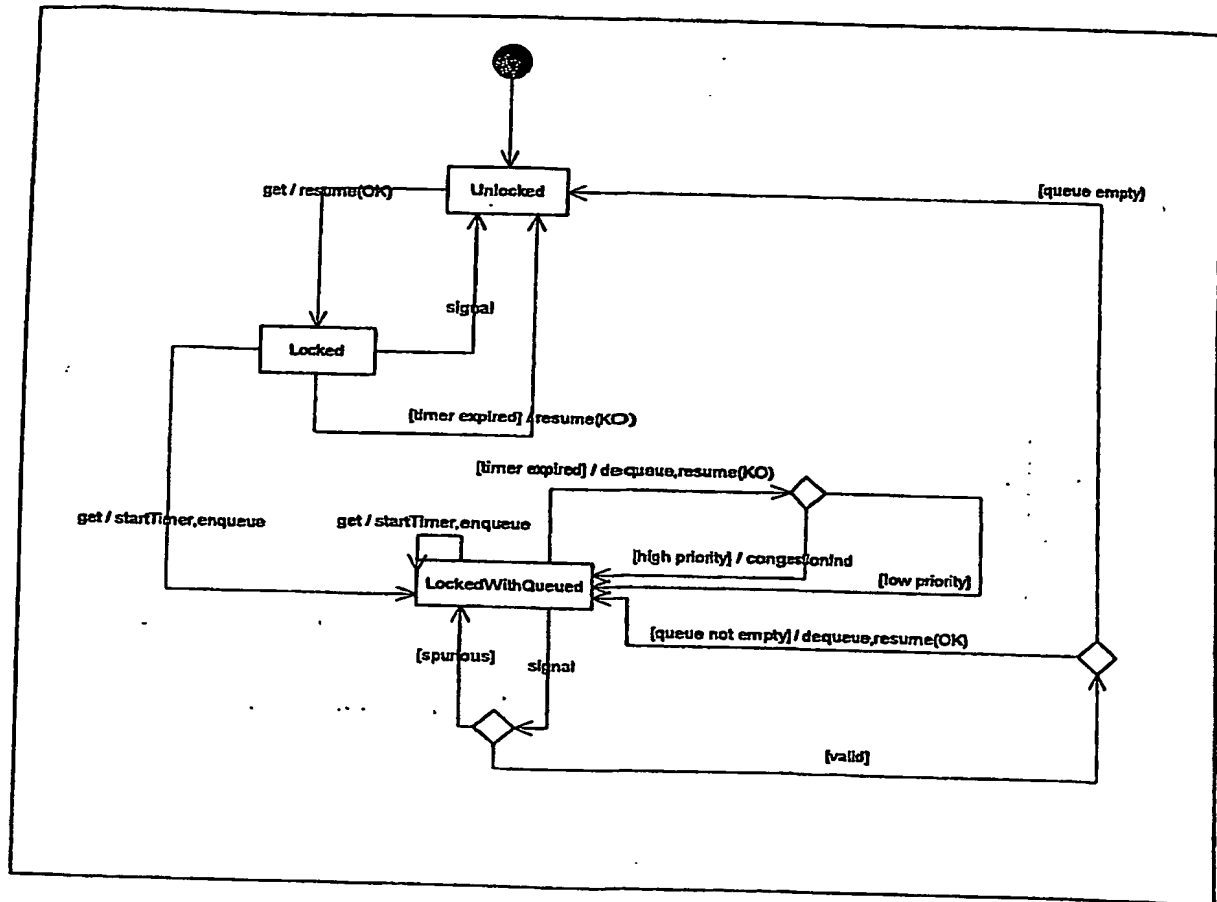 Unlocked
get / resume(OK)
[queue empty]
signal
Locked
[timer expired] / resume(KO)
[timer expired] / dequeue,resume(KO)
get / startTimer,enqueue
get / startTimer,enqueue
[high priority] / congestionInd
LockedWithQueued
[low priority]
[queue not empty] / dequeue,resume(OK)
[spurious]
signal
[valid]